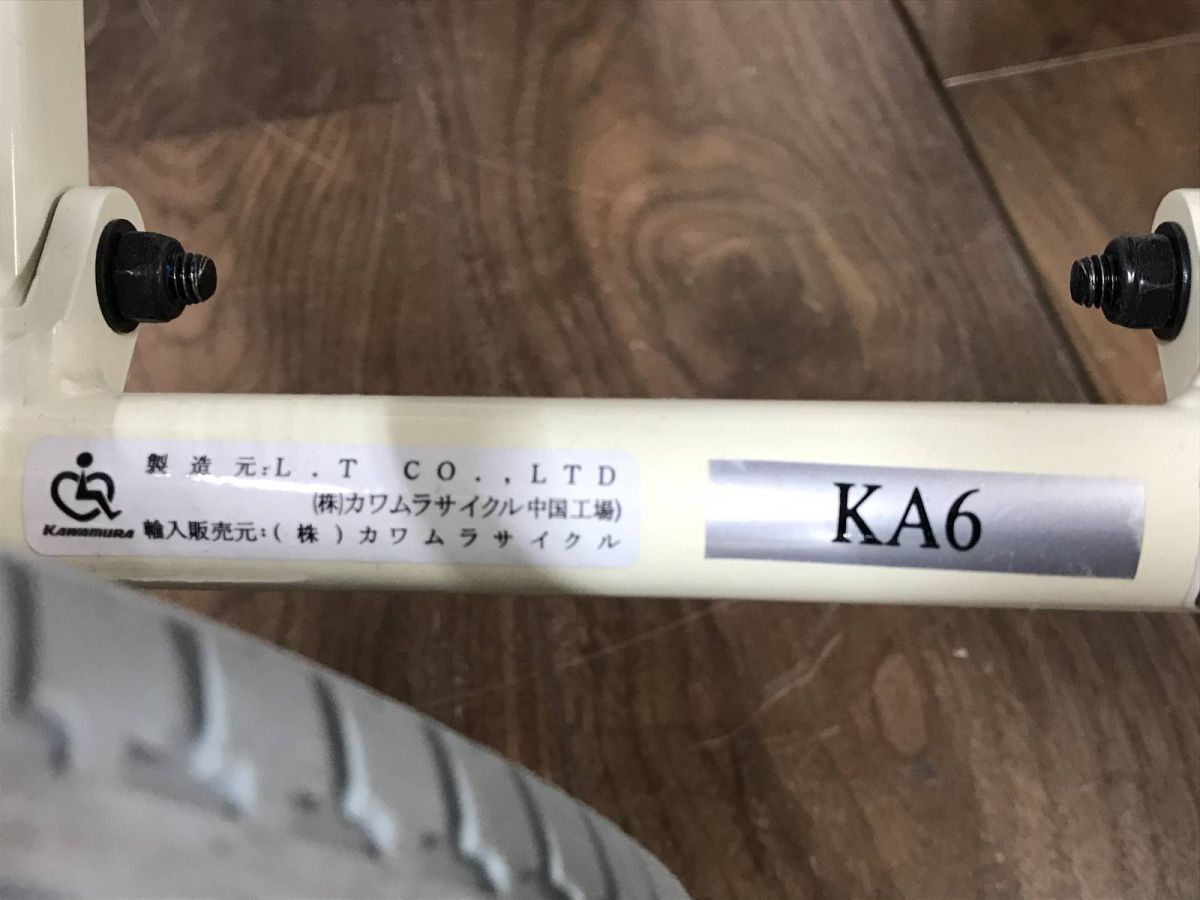 製造元:L.T CO.,LTD
(株)カワムラサイクル中国工場)
輸入販売元:(株)カワムラサイクル
KAWAMURA
KA6